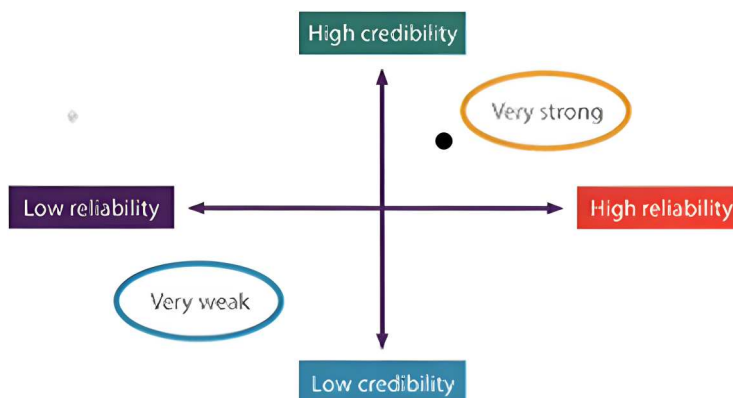 High credibility
Very strong
Low reliability
High reliability
Very weak
Low credibility